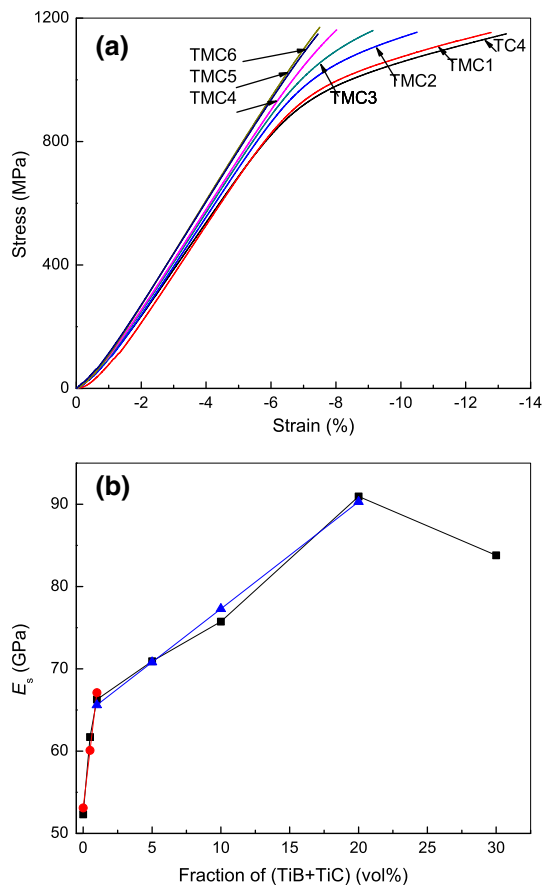 (a)
TMC6
TMC5
TMC4
TMC3
TMC2
TMC1
TC4
1200
800
400
0
Stress (MPa)
0 -2 -4 -6 -8 -10 -12 -14
Strain (%)
(b)
90
80
70
60
50
E_s (GPa)
0 5 10 15 20 25 30
Fraction of (TiB+TiC) (vol%)